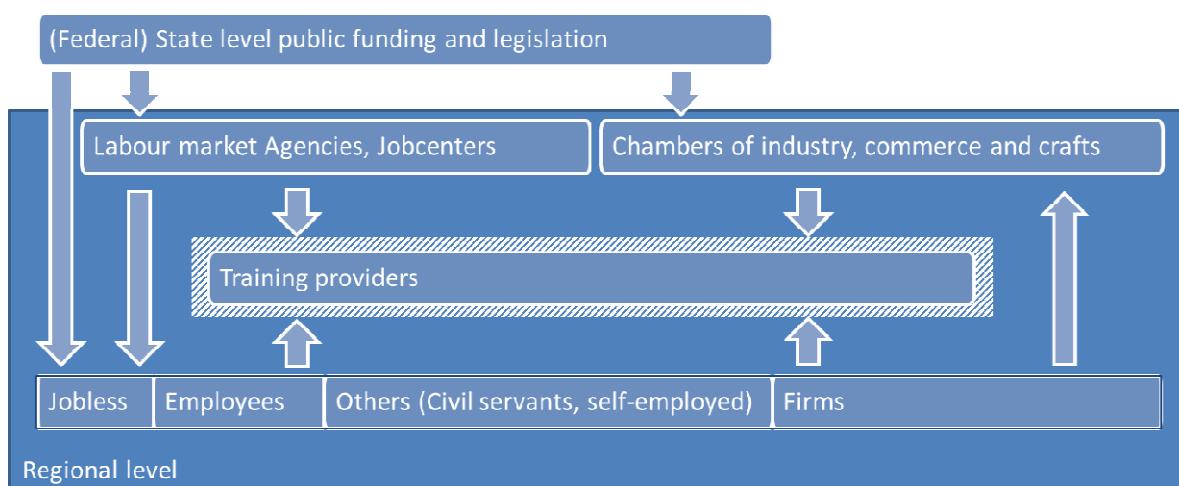 (Federal) State level public funding and legislation
Labour market Agencies, Jobcenters
Chambers of industry, commerce and crafts
Training providers
Jobless
Employees
Others (Civil servants, self-employed)
Firms
Regional level